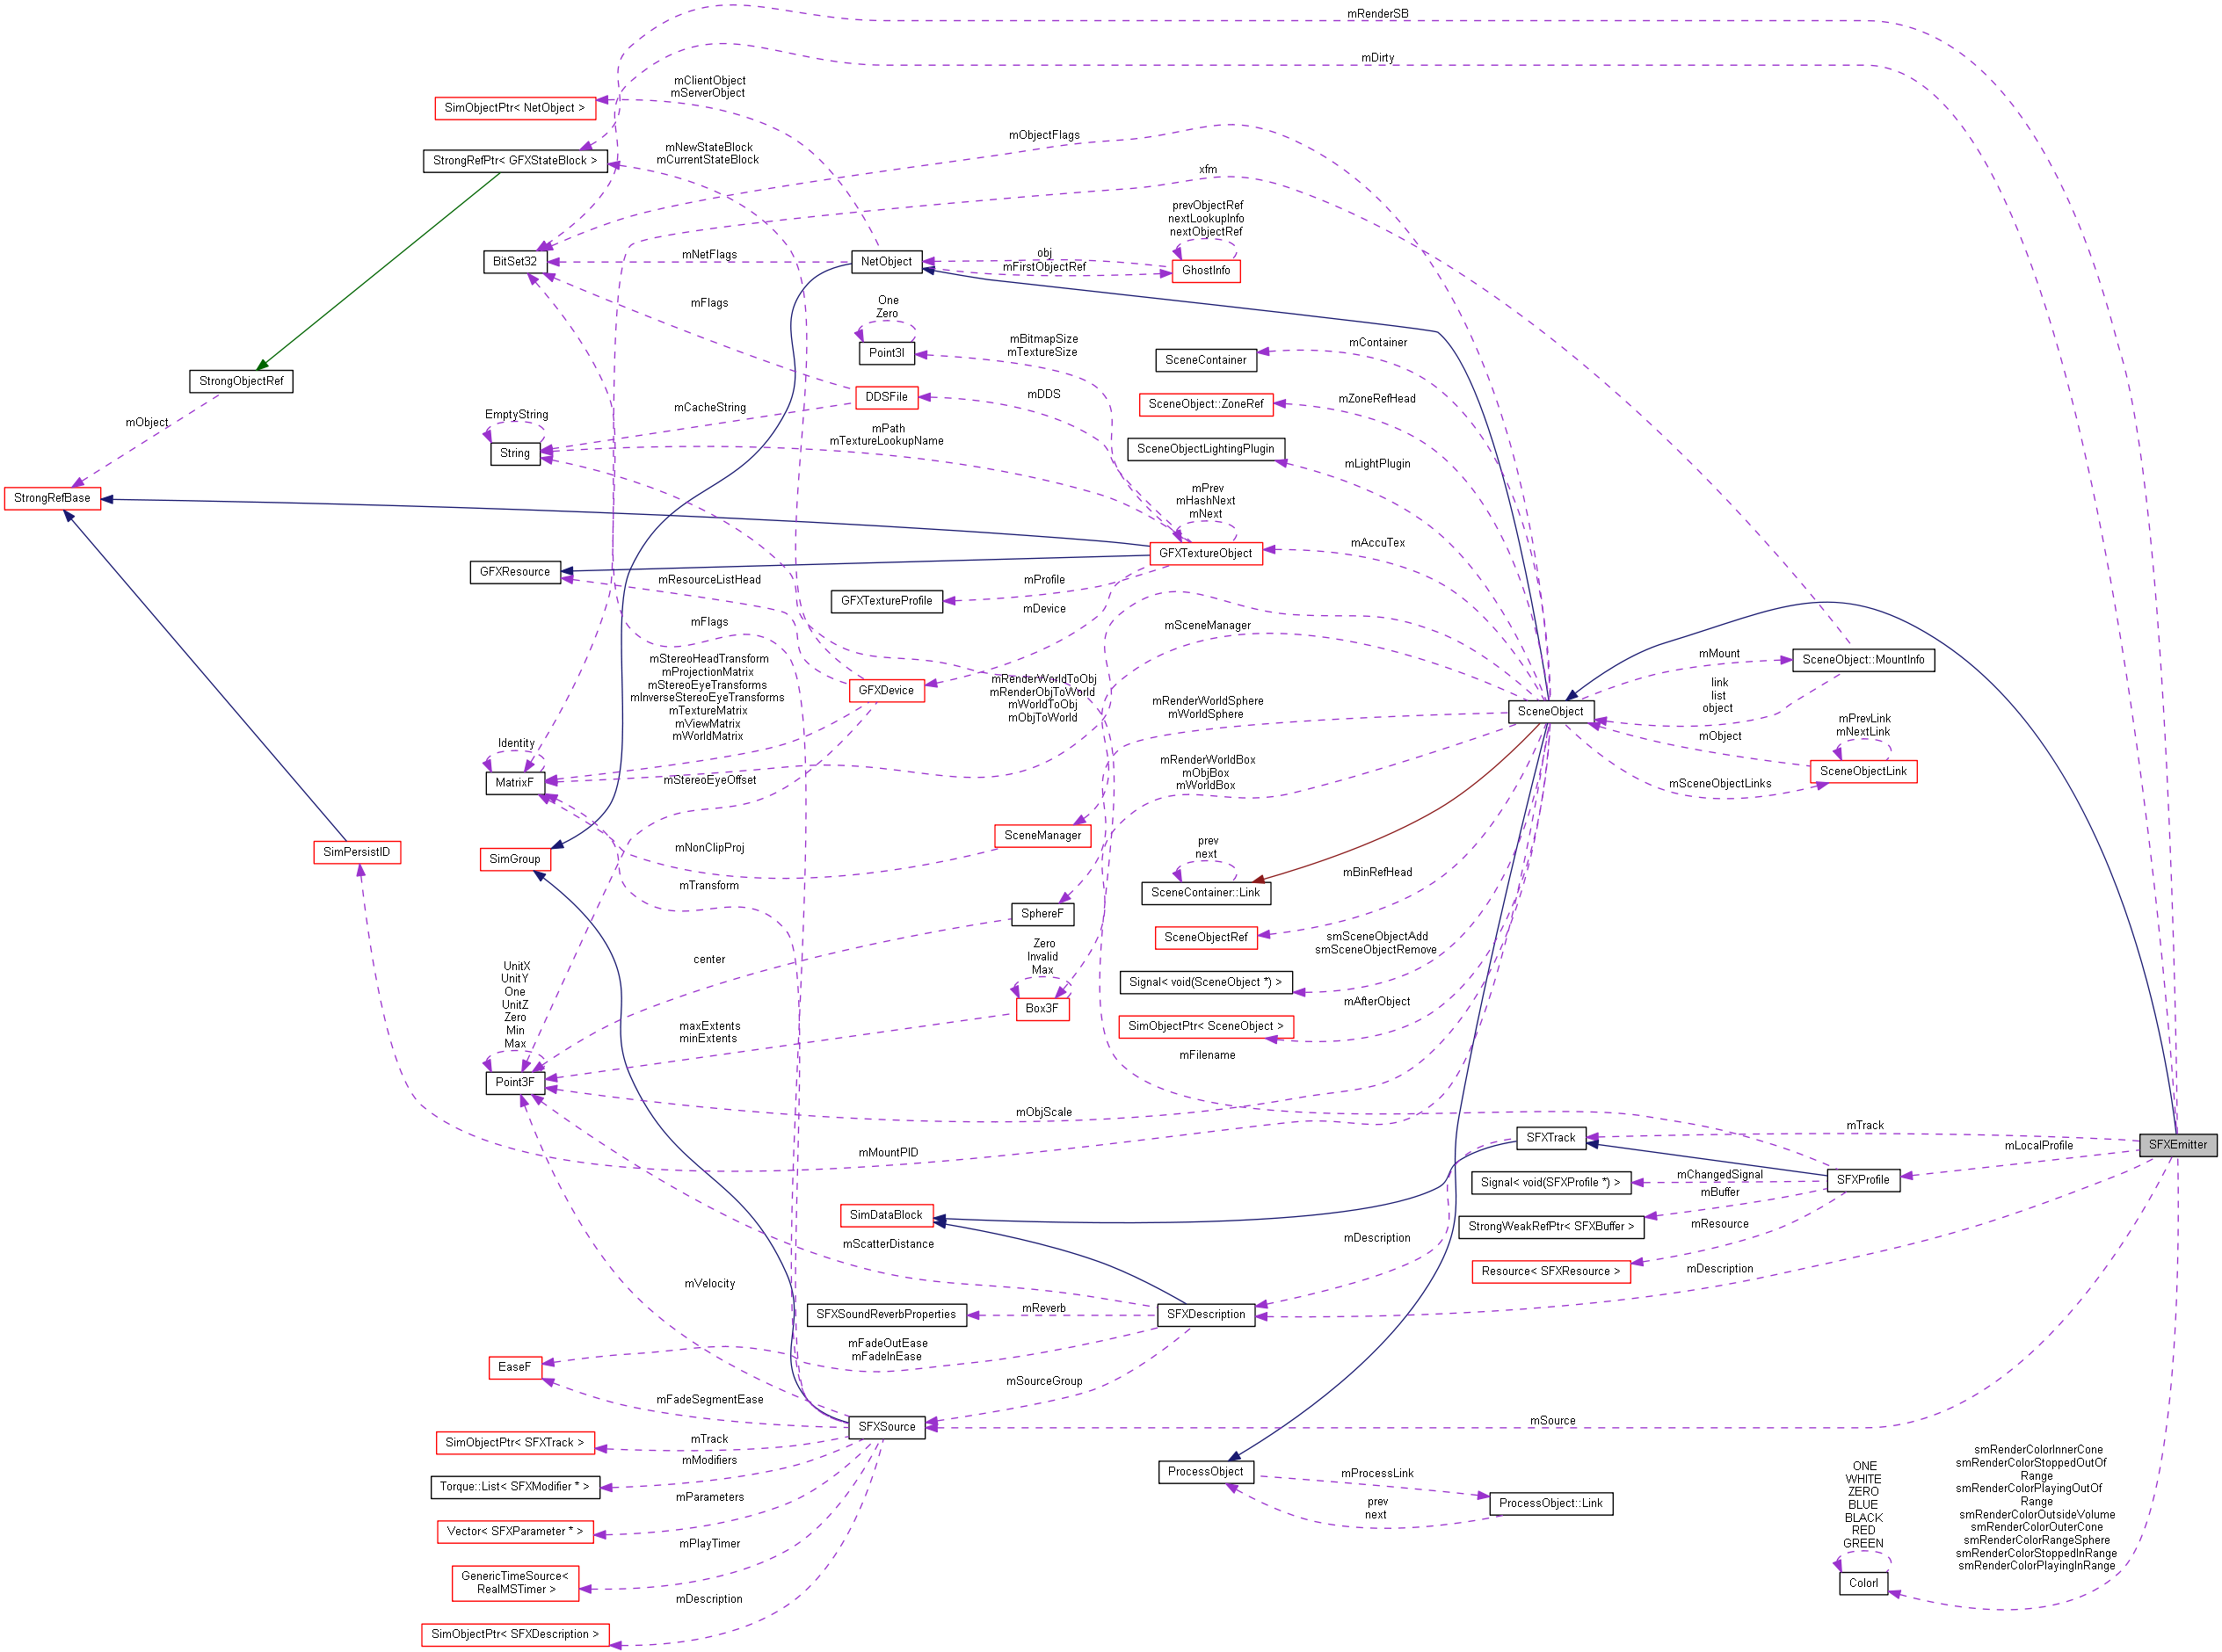 mRenderSB
mDirty
mClientObject
mServerObject
SimObjectPtr< NetObject >
mObjectFlags
mNewStateBlock
mCurrentStateBlock
StrongRefPtr< GFXStateBlock >
xfm
prevObjectRef
nextLookupInfo
nextObjectRef
BitSet32
mNetFlags
NetObject
obj
mFirstObjectRef
GhostInfo
mFlags
One
Zero
Point3I
mBitmapSize
mTextureSize
SceneContainer
mContainer
StrongObjectRef
mObject
DDSFile
mDDS
SceneObject::ZoneRef
mZoneRefHead
EmptyString
String
mCacheString
mPath
mTextureLookupName
SceneObjectLightingPlugin
mLightPlugin
StrongRefBase
mPrev
mHashNext
mNext
GFXTextureObject
mAccuTex
GFXResource
mResourceListHead
GFXTextureProfile
mProfile
mDevice
mFlags
mSceneManager
mStereoHeadTransform
mProjectionMatrix
mStereoEyeTransforms
mInverseStereoEyeTransforms
mTextureMatrix
mViewMatrix
mWorldMatrix
GFXDevice
mRenderWorldToObj
mRenderObjToWorld
mWorldToObj
mObjToWorld
mRenderWorldSphere
mWorldSphere
SceneObject
mMount
SceneObject::MountInfo
link
list
object
mObject
mPrevLink
mNextLink
SceneObjectLink
mSceneObjectLinks
Identity
MatrixF
mStereoEyeOffset
mRenderWorldBox
mObjBox
mWorldBox
SimPersistID
SimGroup
mNonClipProj
SceneManager
prev
next
SceneContainer::Link
mBinRefHead
mTransform
SphereF
SceneObjectRef
center
Zero
Invalid
Max
Box3F
smSceneObjectAdd
smSceneObjectRemove
Signal< void(SceneObject *) >
UnitX
UnitY
One
UnitZ
Zero
Min
Max
Point3F
maxExtents
minExtents
SimObjectPtr< SceneObject >
mAfterObject
mFilename
mObjScale
mMountPID
SFXTrack
mTrack
SFXEmitter
mLocalProfile
SFXProfile
mChangedSignal
Signal< void(SFXProfile *) >
mBuffer
StrongWeakRefPtr< SFXBuffer >
mResource
Resource< SFXResource >
SimDataBlock
mScatterDistance
mDescription
mDescription
mVelocity
SFXSoundReverbProperties
mReverb
SFXDescription
EaseF
mFadeOutEase
mFadeInEase
mSourceGroup
mFadeSegmentEase
SFXSource
mSource
SimObjectPtr< SFXTrack >
mTrack
mModifiers
Torque::List< SFXModifier * >
mParameters
Vector< SFXParameter * >
mPlayTimer
GenericTimeSource<
RealMSTimer >
mDescription
SimObjectPtr< SFXDescription >
ProcessObject
mProcessLink
prev
next
ProcessObject::Link
ONE
WHITE
ZERO
BLUE
BLACK
RED
GREEN
ColorI
smRenderColorInnerCone
smRenderColorStoppedOutOf
Range
smRenderColorPlayingOutOf
Range
smRenderColorOutsideVolume
smRenderColorOuterCone
smRenderColorRangeSphere
smRenderColorStoppedInRange
smRenderColorPlayingInRange